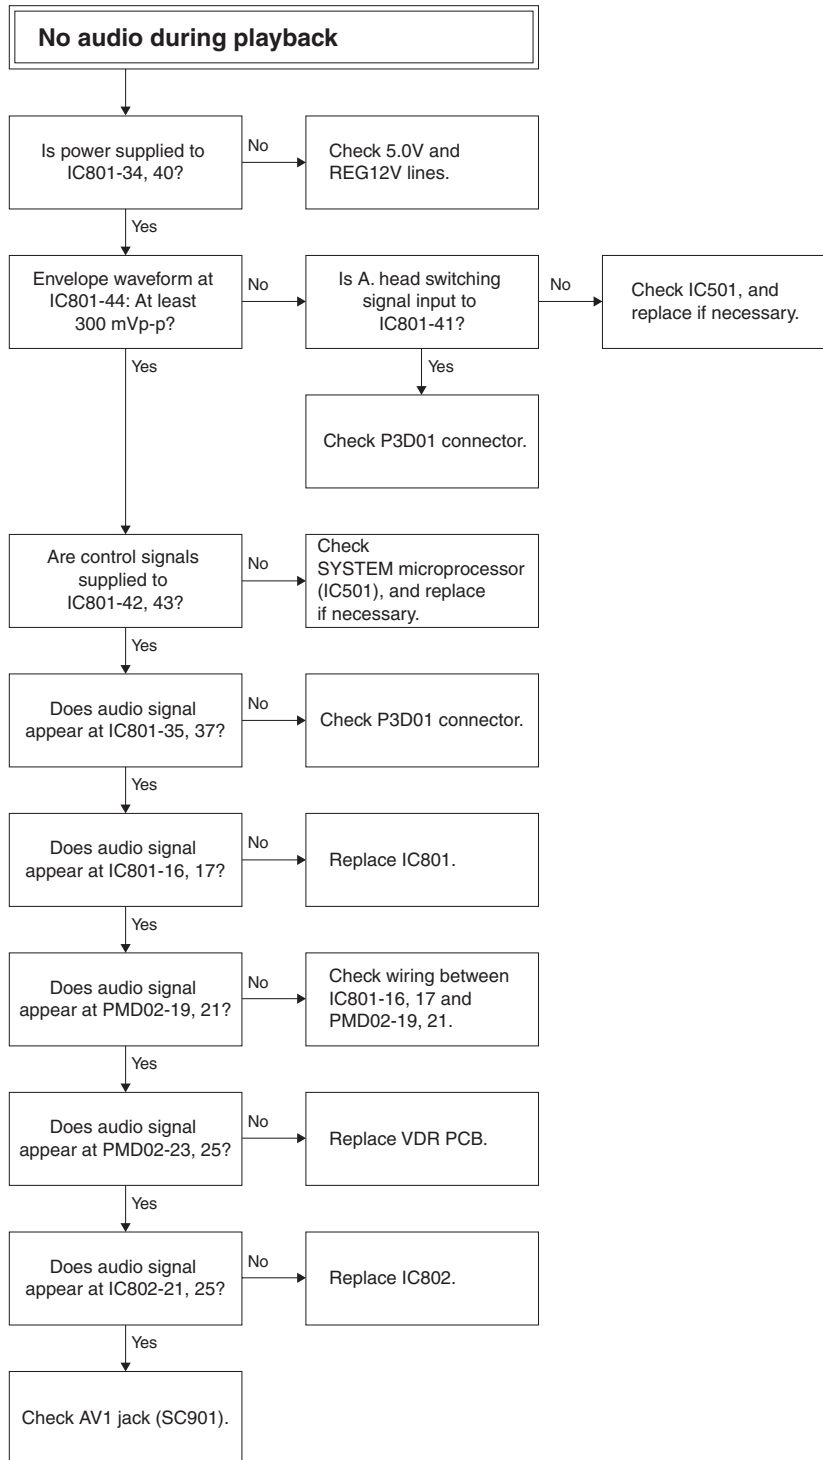 No audio during playback
Is power supplied to
IC801-34, 40?
No
Check 5.0V and
REG12V lines.
Yes
Envelope waveform at
IC801-44: At least
300 mVp-p?
No
Is A. head switching
signal input to
IC801-41?
No
Check IC501, and
replace if necessary.
Yes
Yes
Check P3D01 connector.
Are control signals
supplied to
IC801-42, 43?
No
Check
SYSTEM microprocessor
(IC501), and replace
if necessary.
Yes
Does audio signal
appear at IC801-35, 37?
No
Check P3D01 connector.
Yes
Does audio signal
appear at IC801-16, 17?
No
Replace IC801.
Yes
Does audio signal
appear at PMD02-19, 21?
No
Check wiring between
IC801-16, 17 and
PMD02-19, 21.
Yes
Does audio signal
appear at PMD02-23, 25?
No
Replace VDR PCB.
Yes
Does audio signal
appear at IC802-21, 25?
No
Replace IC802.
Yes
Check AV1 jack (SC901).